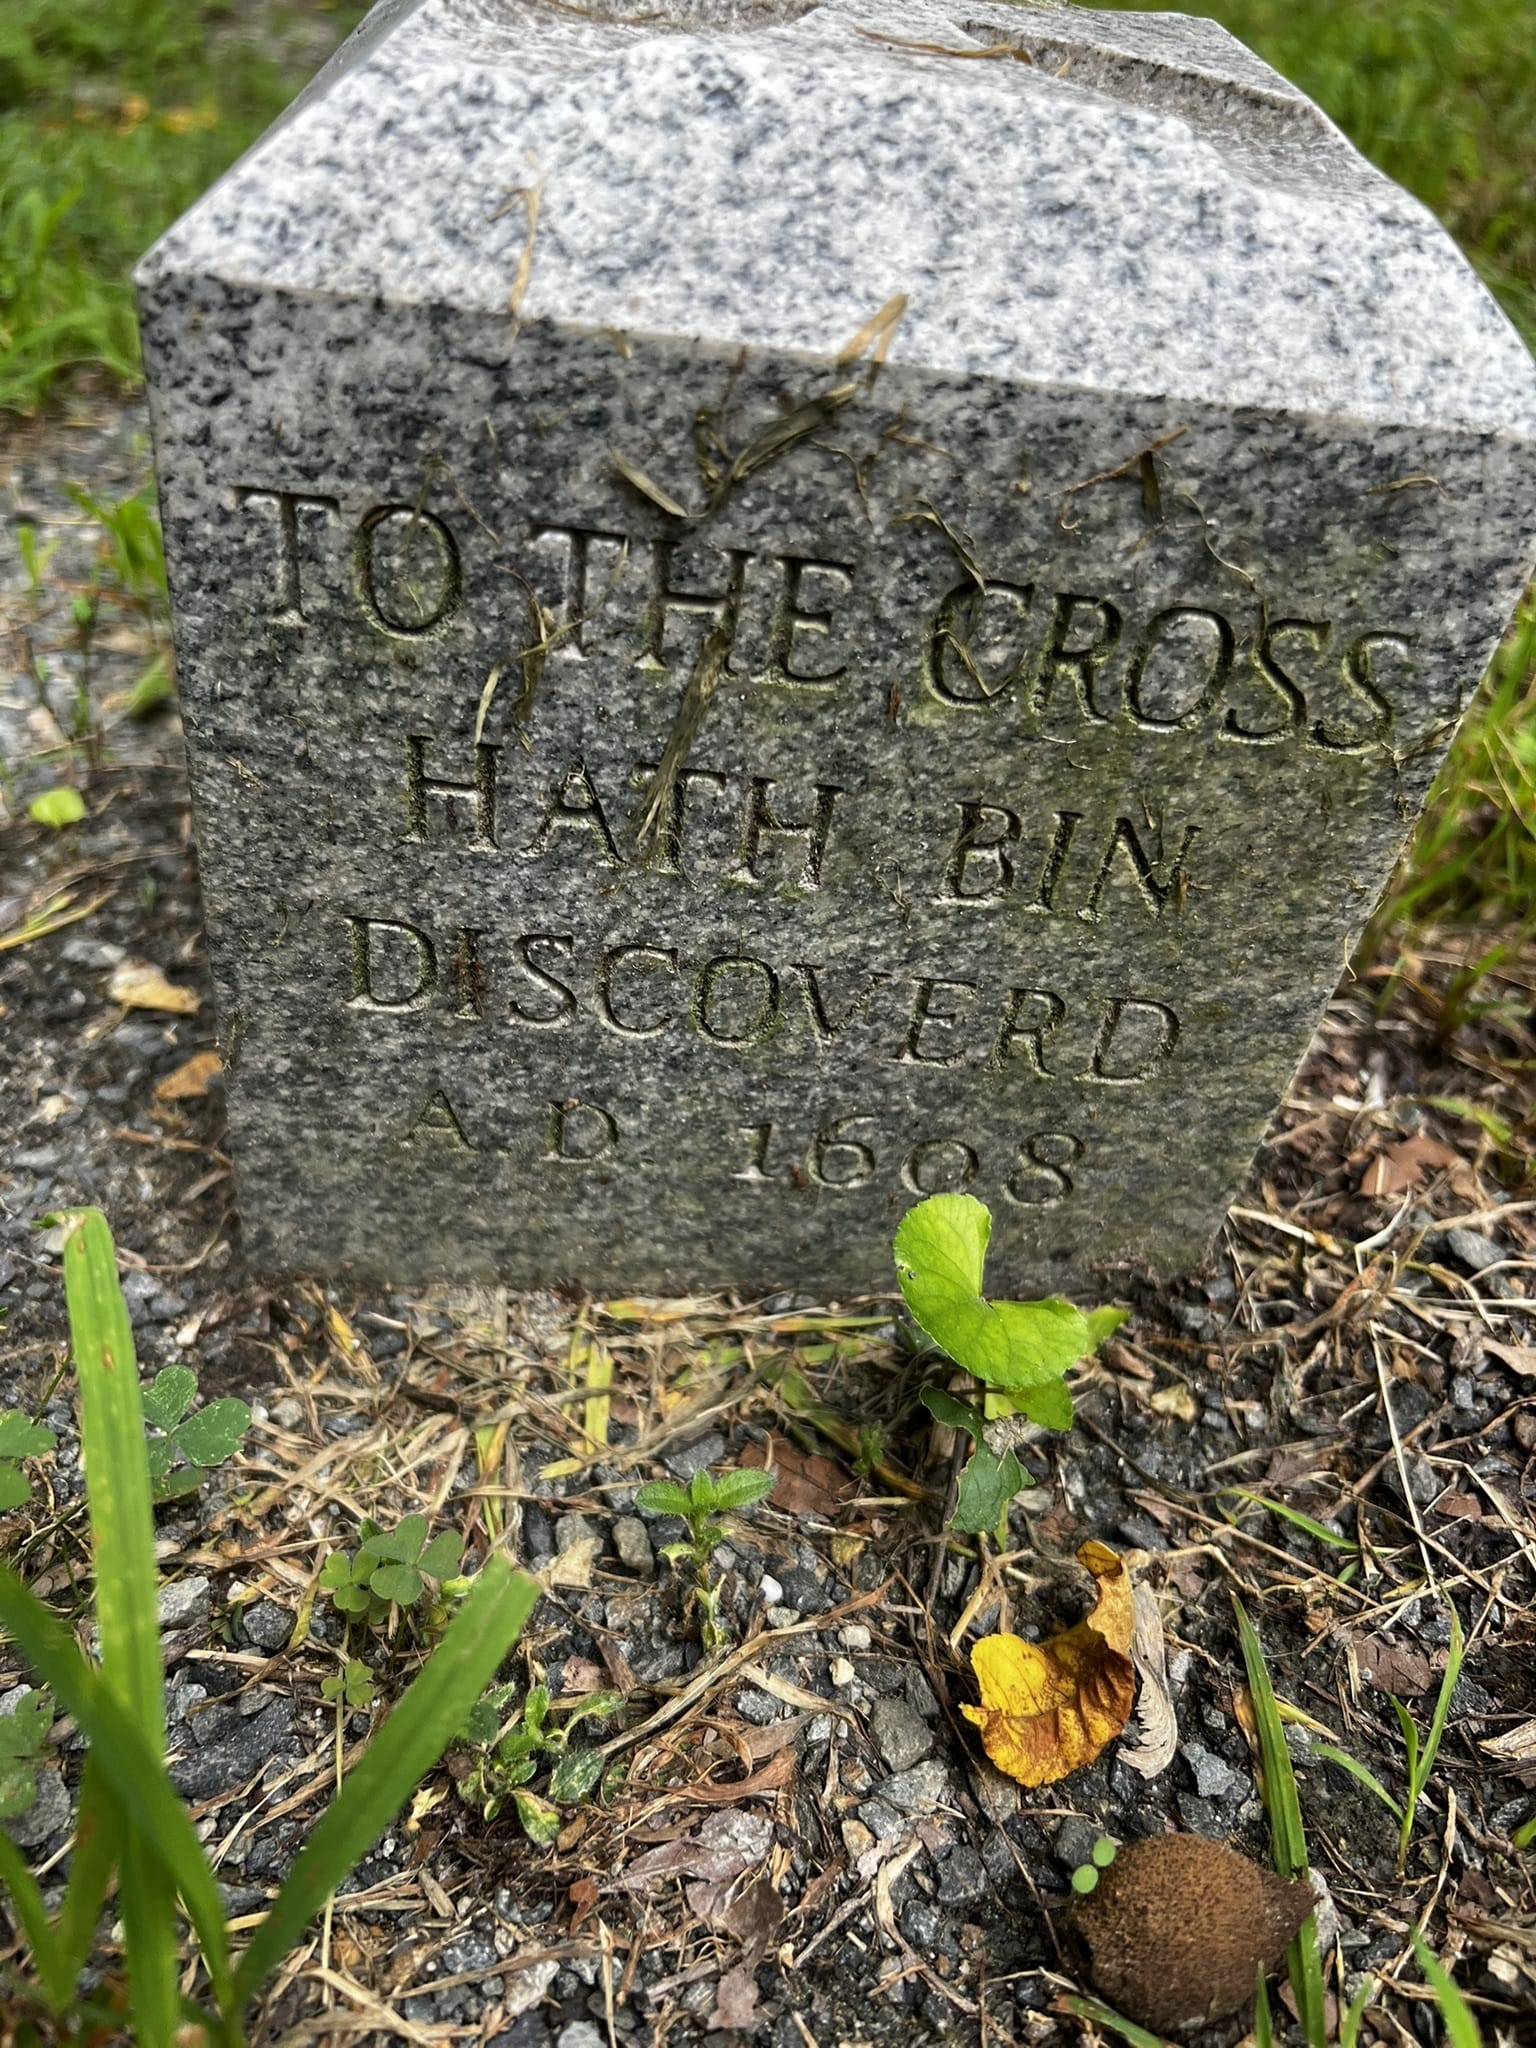 TO THE CROSS
HATH BIN
DISCOVERD
A.D. 1608